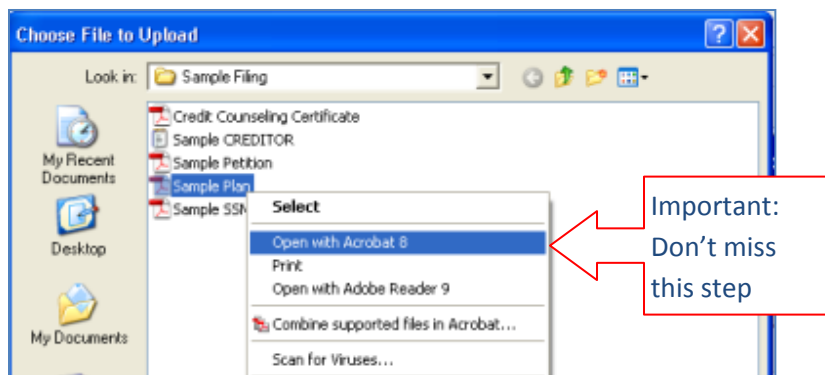 Choose File to Upload
Look in: Sample Filing
My Recent
Documents
Desktop
My Documents
Credit Counseling Certificate
Sample CREDITOR
Sample Petition
Sample Plan
Sample SSN
Select
Open with Acrobat 8
Print
Open with Adobe Reader 9
Combine supported files in Acrobat...
Scan for Viruses...
Important:
Don't miss
this step